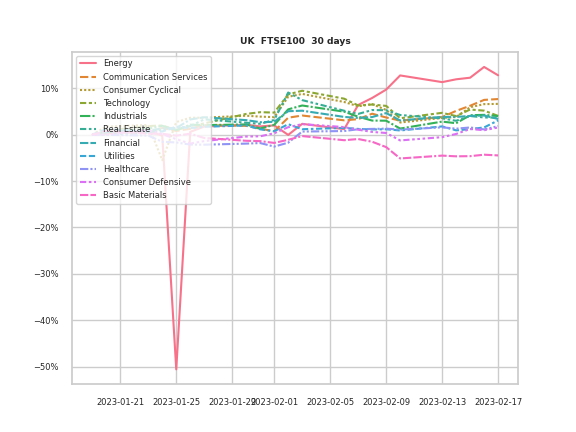 UK  FTSE100  30 days
Energy
Communication Services
Consumer Cyclical
Technology
Industrials
Real Estate
Financial
Utilities
Healthcare
Consumer Defensive
Basic Materials
10%
0%
−10%
−20%
−30%
−40%
−50%
2023-01-21 2023-01-25 2023-01-29 2023-02-01 2023-02-05 2023-02-09 2023-02-13 2023-02-17